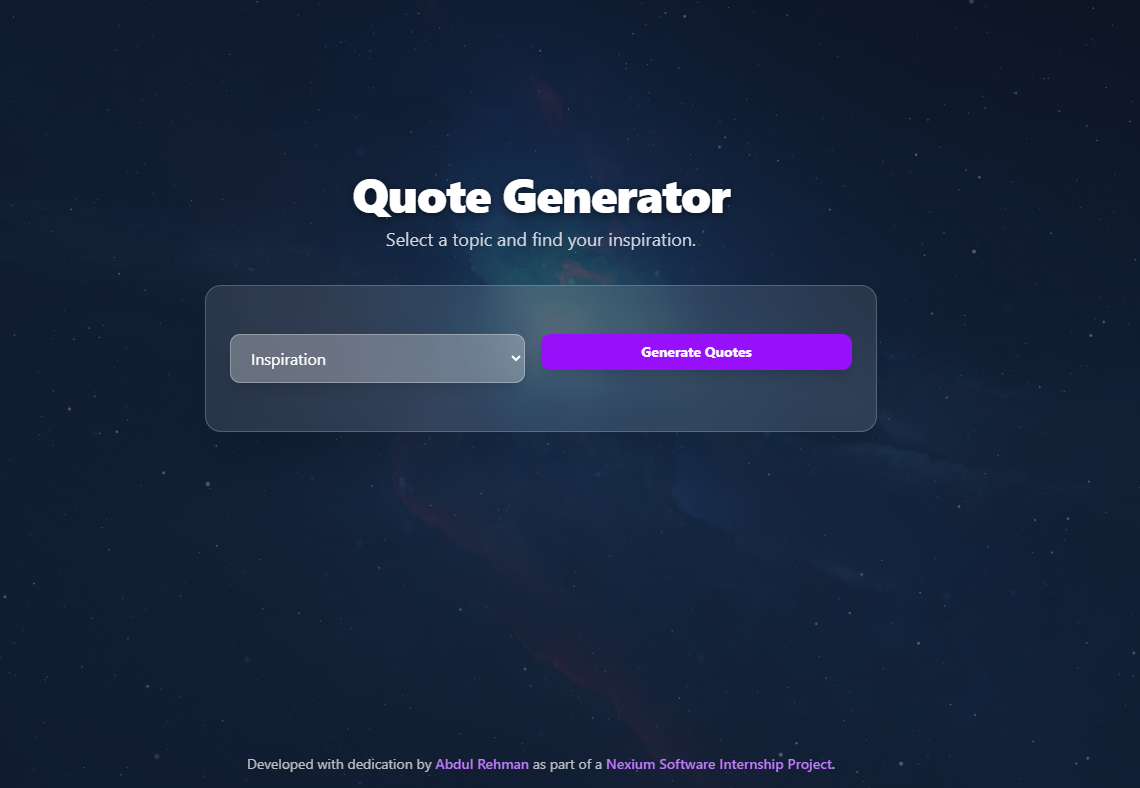 Quote Generator
Select a topic and find your inspiration.
Inspiration
Generate Quotes
Developed with dedication by Abdul Rehman as part of a Nexium Software Internship Project.